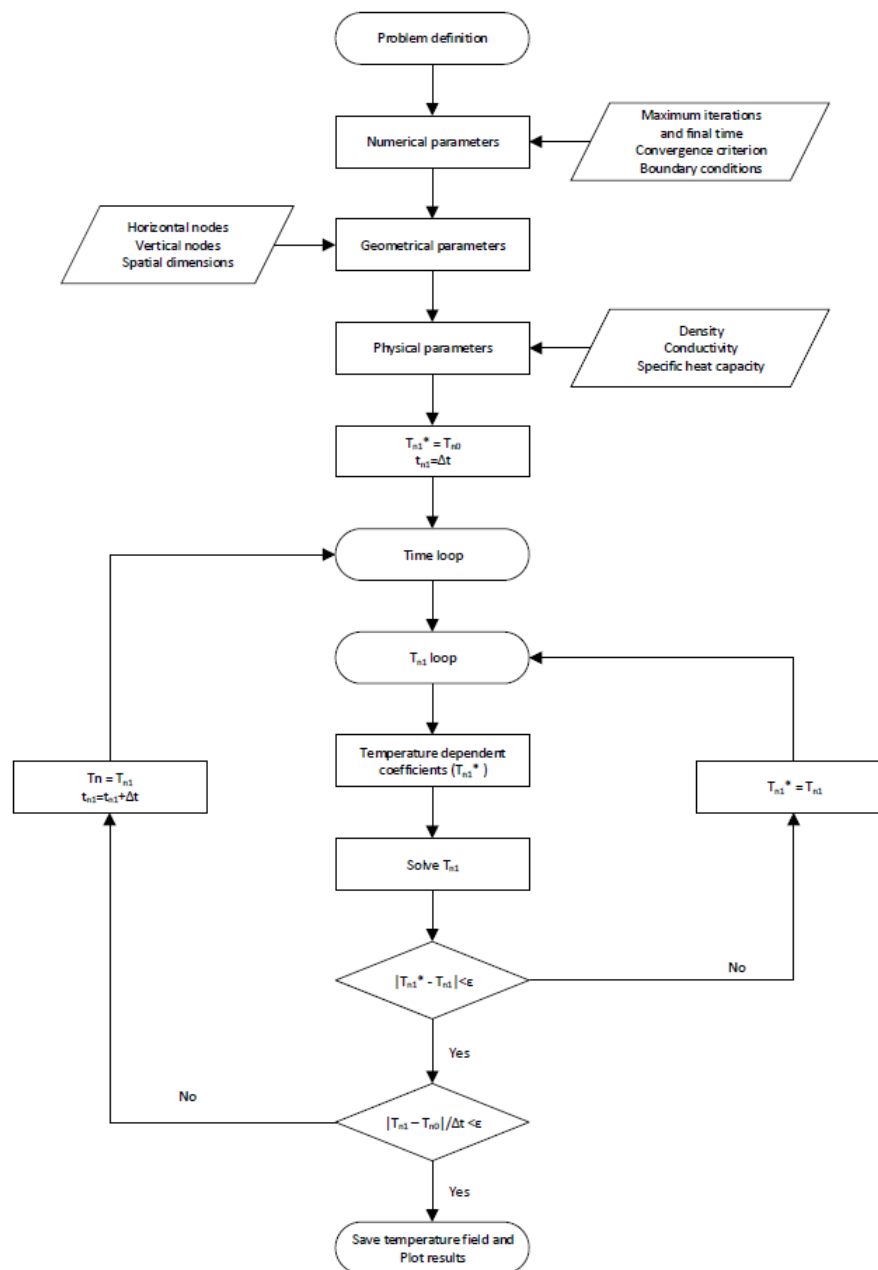 Problem definition
Numerical parameters
Maximum iterations
and final time
Convergence criterion
Boundary conditions
Horizontal nodes
Vertical nodes
Spatial dimensions
Geometrical parameters
Physical parameters
Density
Conductivity
Specific heat capacity
Tn1* = Tn0
tn1=Δt
Time loop
Tn1 loop
Temperature dependent
coefficients (Tn1* )
Tn = Tn1
tn1=tn1+Δt
Tn1* = Tn1
Solve Tn1
|Tn1* - Tn1|<ε
No
Yes
No
|Tn1 – Tn0|/Δt <ε
Yes
Save temperature field and
Plot results